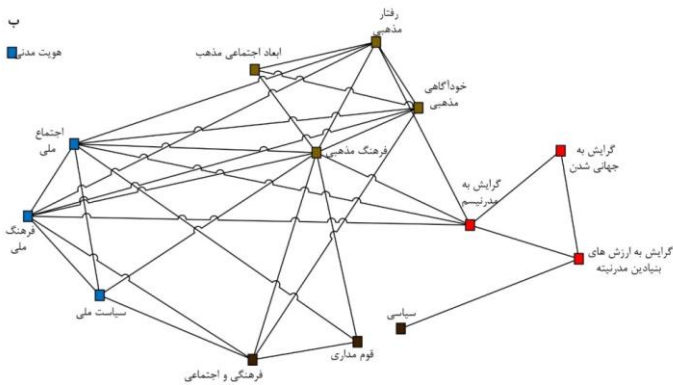 ب
رفتار
مذهبی
هویت مدنی
ابعاد اجتماعی مذهب
خودآگاهی
مذهبی
اجتماع
ملی
فرهنگ مذهبی
گرایش به
جهانی شدن
گرایش به
مدرنیسم
فرهنگ
ملی
گرایش به ارزش های
بنیادین مدرنیته
سیاست ملی
سیاسی
قوم مداری
فرهنگی و اجتماعی